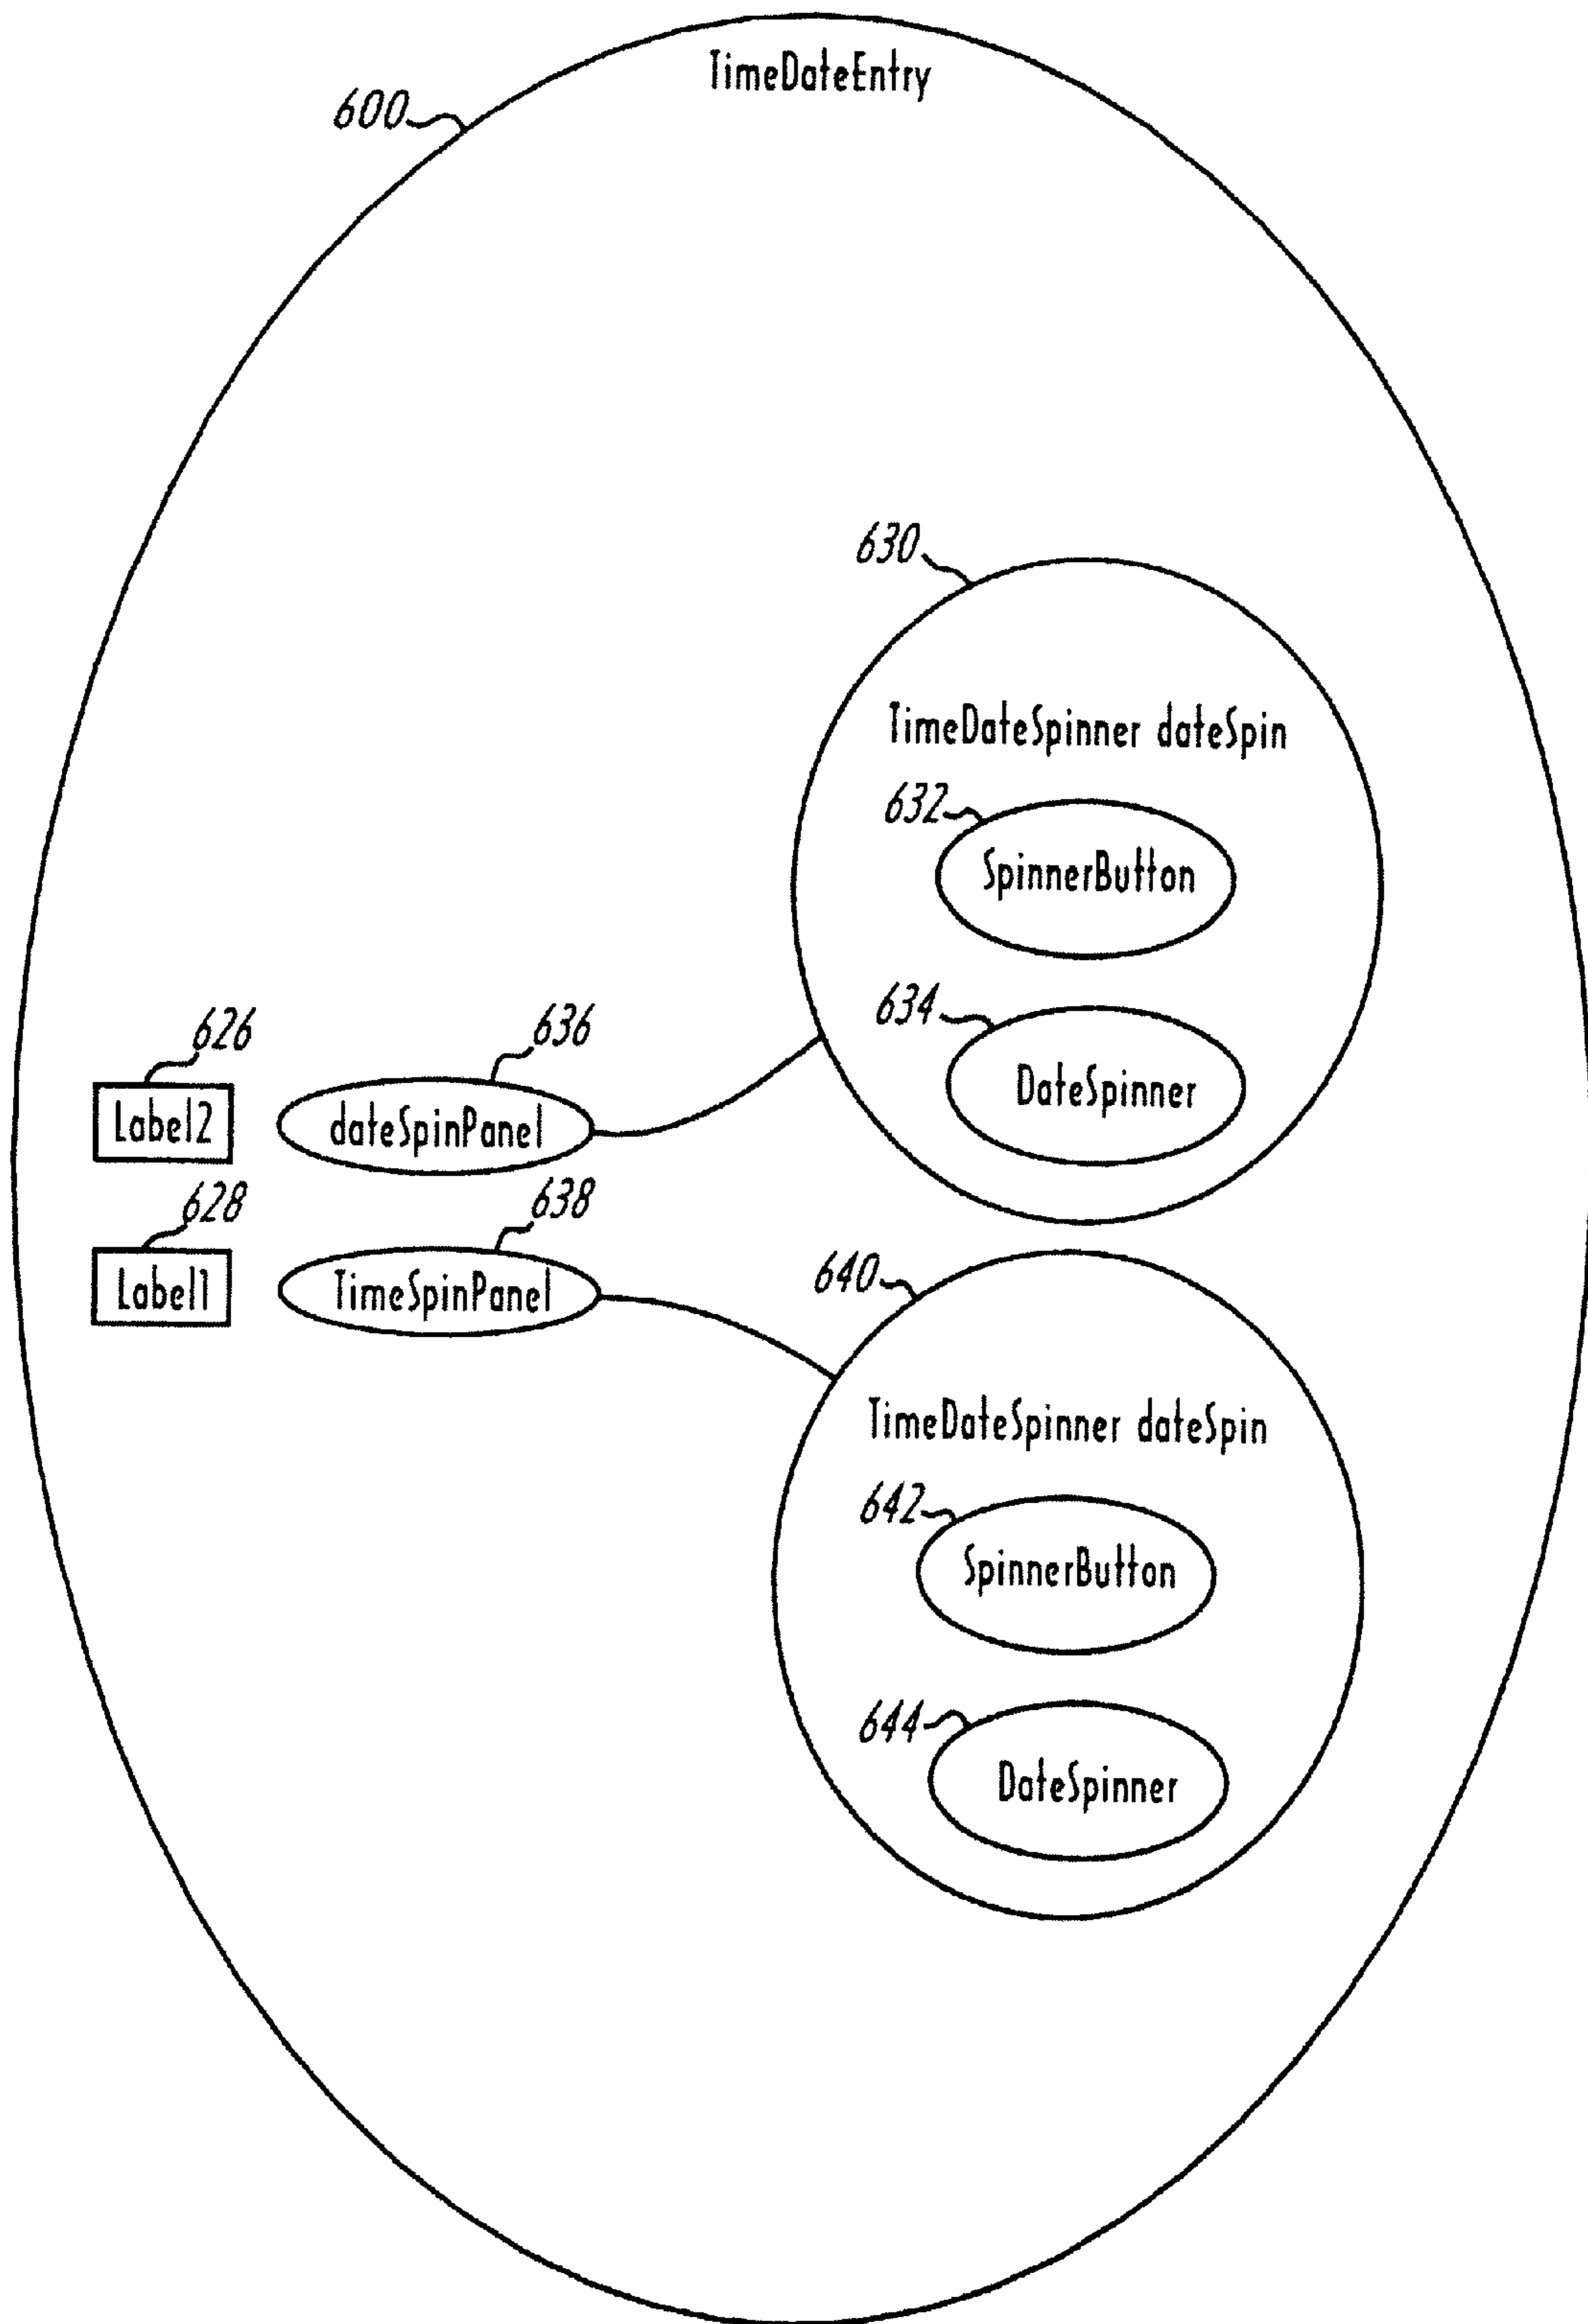 TimeDateEntry
600
630
TimeDateSpinner dateSpin
632
SpinnerButton
634
DateSpinner
626
636
Label2
dateSpinPanel
628
638
Label1
TimeSpinPanel
640
TimeDateSpinner dateSpin
642
SpinnerButton
644
DateSpinner